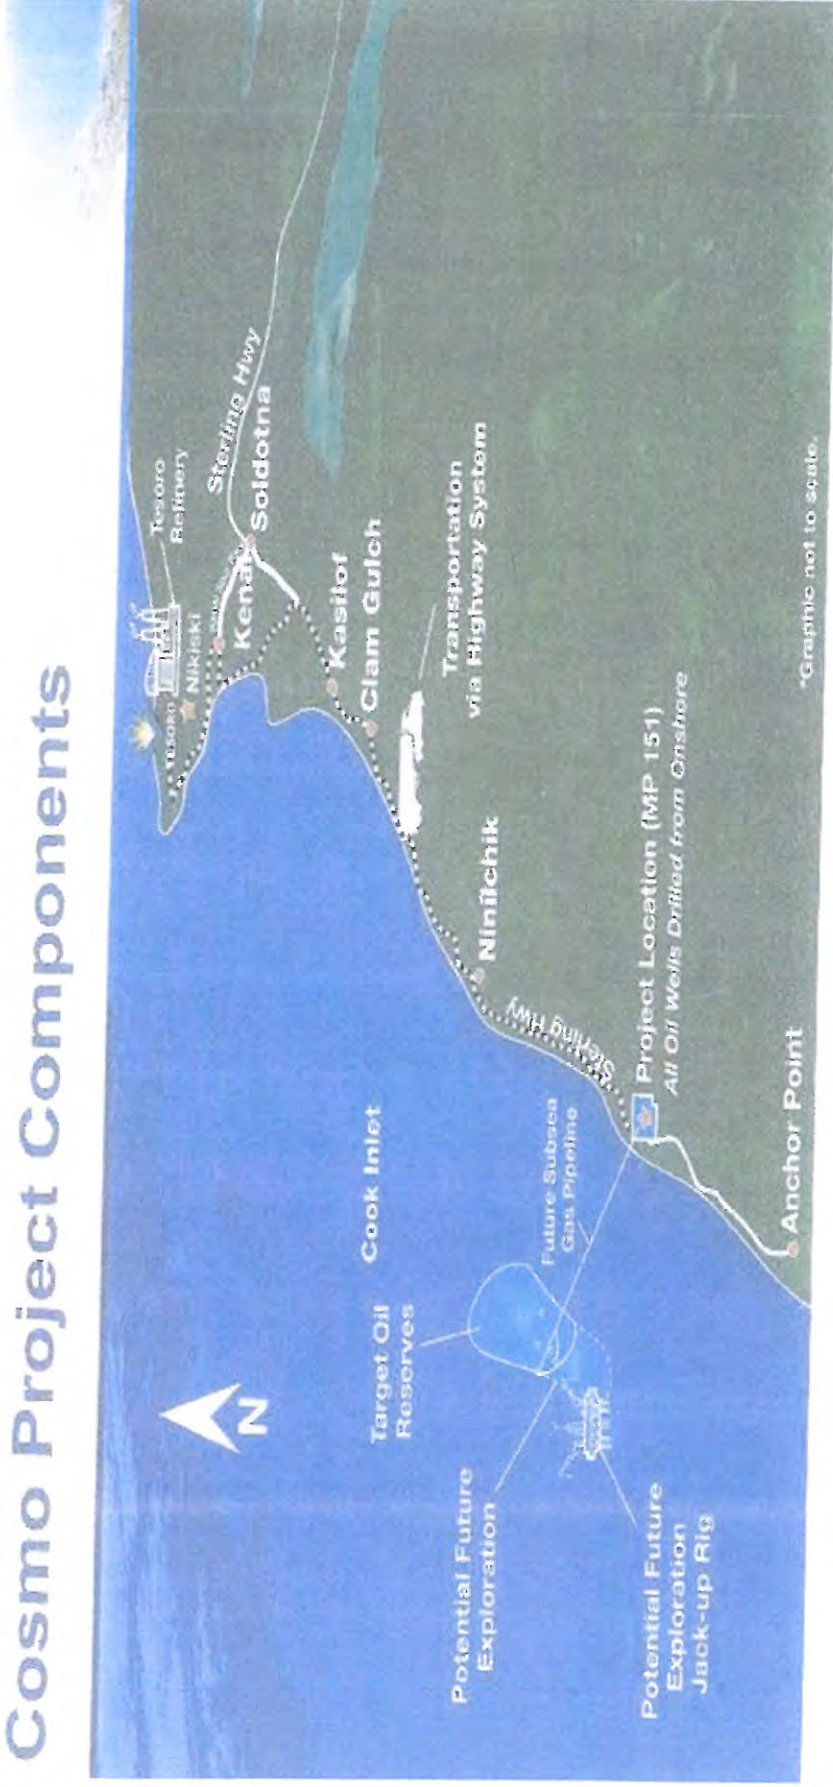 Cosmo Project Components
Tesoro
Refinery
TESORO
Nikiski
Sterling Hwy
Kenai
Soldotna
Kasilof
Clam Gulch
Transportation
via Highway System
Ninilchik
Sterling Hwy
N
Cook Inlet
Target Oil
Reserves
Future Subsea
Gas Pipeline
Potential Future
Exploration
Project Location (MP 151)
All Oil Wells Drilled from Onshore
Potential Future
Exploration
Jack-up Rig
Anchor Point
*Graphic not to scale.